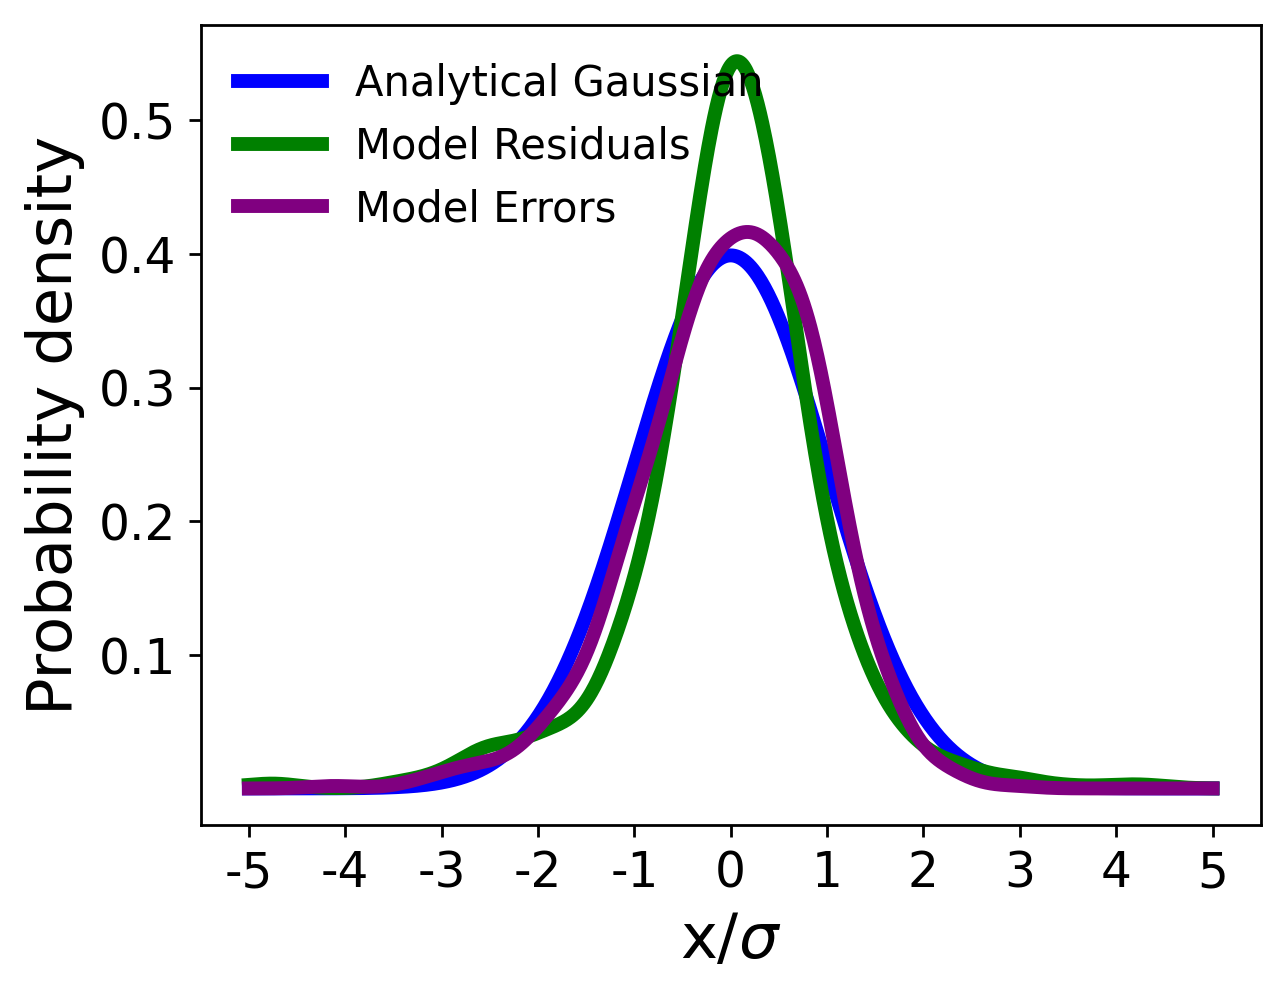 Analytical Gaussian
Model Residuals
Model Errors
Probability density
0.5
0.4
0.3
0.2
0.1
-5 -4 -3 -2 -1 0 1 2 3 4 5
x/σ